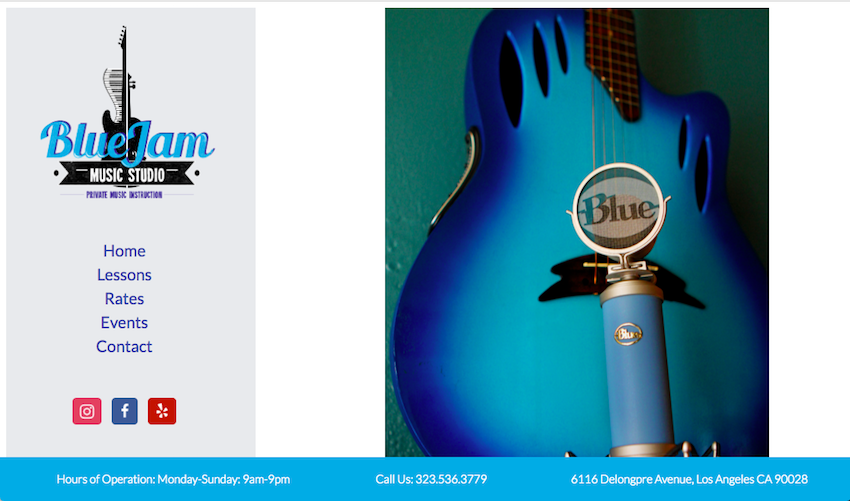 BlueJam
MUSIC STUDIO
PRIVATE MUSIC INSTRUCTION
Home
Lessons
Rates
Events
Contact
Blue
Blue
Hours of Operation: Monday-Sunday: 9am-9pm
Call Us: 323.536.3779
6116 Delongpre Avenue, Los Angeles CA 90028